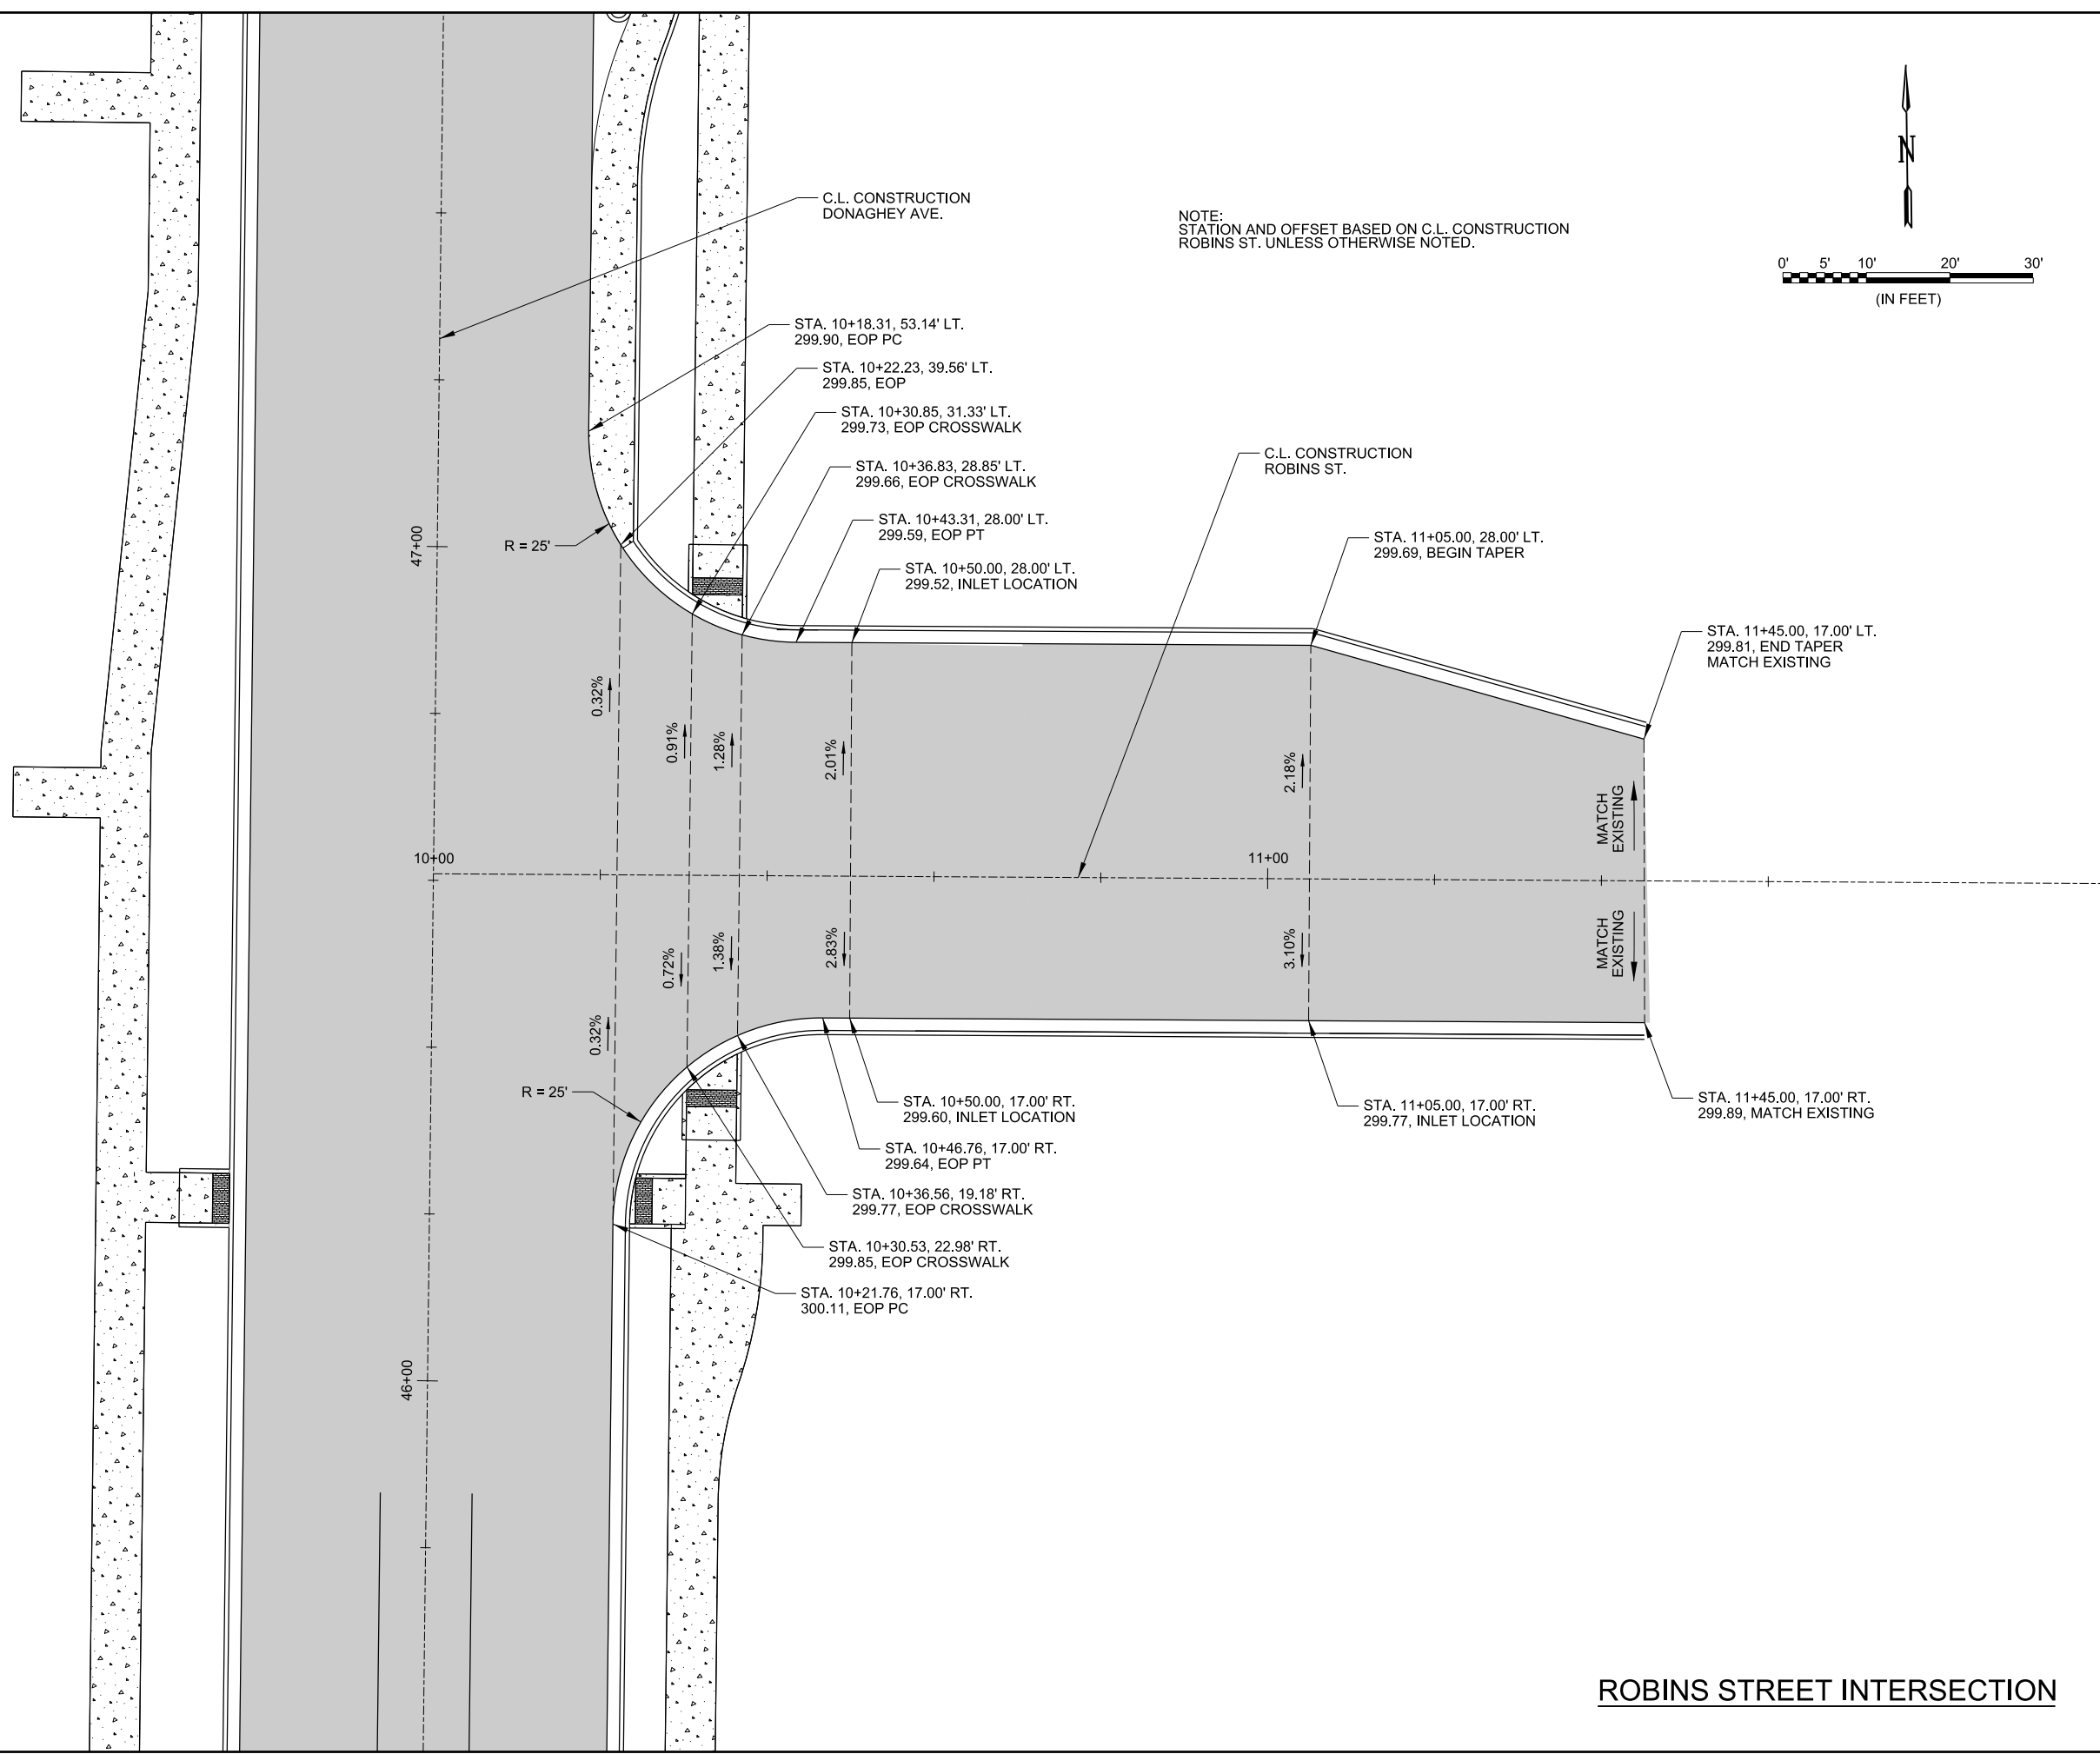 C.L. CONSTRUCTION
DONAGHEY AVE.
NOTE:
STATION AND OFFSET BASED ON C.L. CONSTRUCTION
ROBINS ST. UNLESS OTHERWISE NOTED.
N
0' 5' 10' 20' 30'
(IN FEET)
STA. 10+18.31, 53.14' LT.
299.90, EOP PC
STA. 10+22.23, 39.56' LT.
299.85, EOP
STA. 10+30.85, 31.33' LT.
299.73, EOP CROSSWALK
STA. 10+36.83, 28.85' LT.
299.66, EOP CROSSWALK
STA. 10+43.31, 28.00' LT.
299.59, EOP PT
STA. 10+50.00, 28.00' LT.
299.52, INLET LOCATION
C.L. CONSTRUCTION
ROBINS ST.
STA. 11+05.00, 28.00' LT.
299.69, BEGIN TAPER
STA. 11+45.00, 17.00' LT.
299.81, END TAPER
MATCH EXISTING
47+00
R = 25'
0.32%
0.91%
1.28%
2.01%
2.18%
MATCH
EXISTING
10+00
11+00
0.32%
0.72%
1.38%
2.83%
3.10%
MATCH
EXISTING
R = 25'
STA. 10+50.00, 17.00' RT.
299.60, INLET LOCATION
STA. 10+46.76, 17.00' RT.
299.64, EOP PT
STA. 10+36.56, 19.18' RT.
299.77, EOP CROSSWALK
STA. 10+30.53, 22.98' RT.
299.85, EOP CROSSWALK
STA. 10+21.76, 17.00' RT.
300.11, EOP PC
STA. 11+05.00, 17.00' RT.
299.77, INLET LOCATION
STA. 11+45.00, 17.00' RT.
299.89, MATCH EXISTING
46+00
ROBINS STREET INTERSECTION